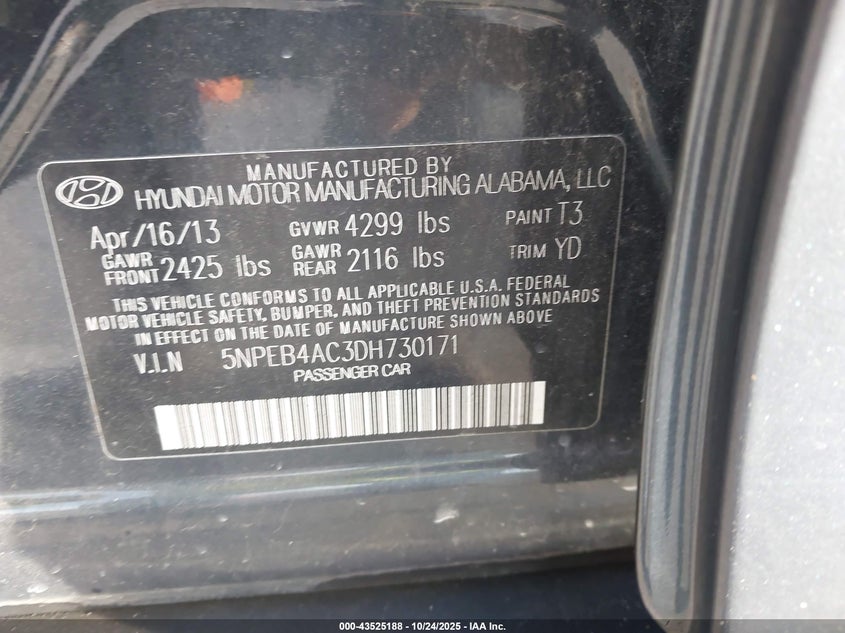 MANUFACTURED BY
HYUNDAI MOTOR MANUFACTURING ALABAMA, LLC
Apr/16/13 GVWR 4299 lbs PAINT T3
GAWR FRONT 2425 lbs GAWR REAR 2116 lbs TRIM YD
THIS VEHICLE CONFORMS TO ALL APPLICABLE U.S.A. FEDERAL
MOTOR VEHICLE SAFETY, BUMPER, AND THEFT PREVENTION STANDARDS
IN EFFECT ON THE DATE OF MANUFACTURE SHOWN ABOVE
V.I.N 5NPEB4AC3DH730171
PASSENGER CAR
000-43525188 - 10/24/2025 - IAA Inc.